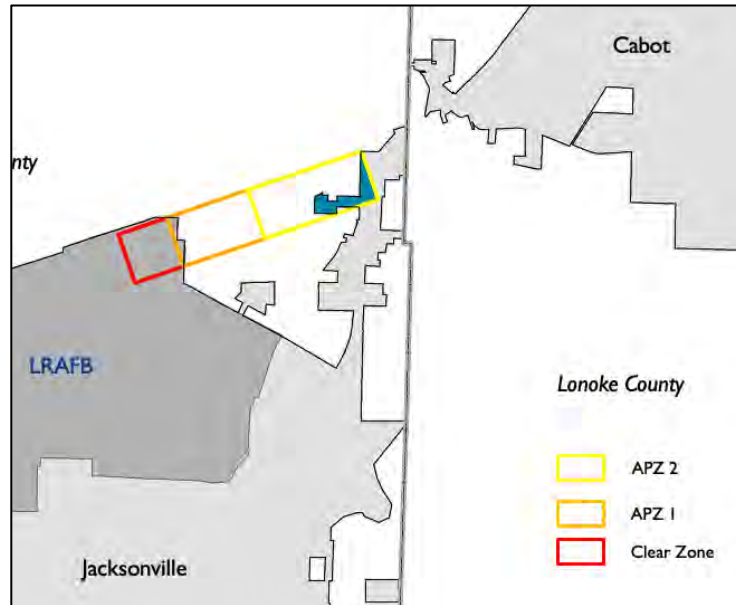 Cabot
nty
LRAFB
Lonoke County
APZ 2
APZ 1
Clear Zone
Jacksonville